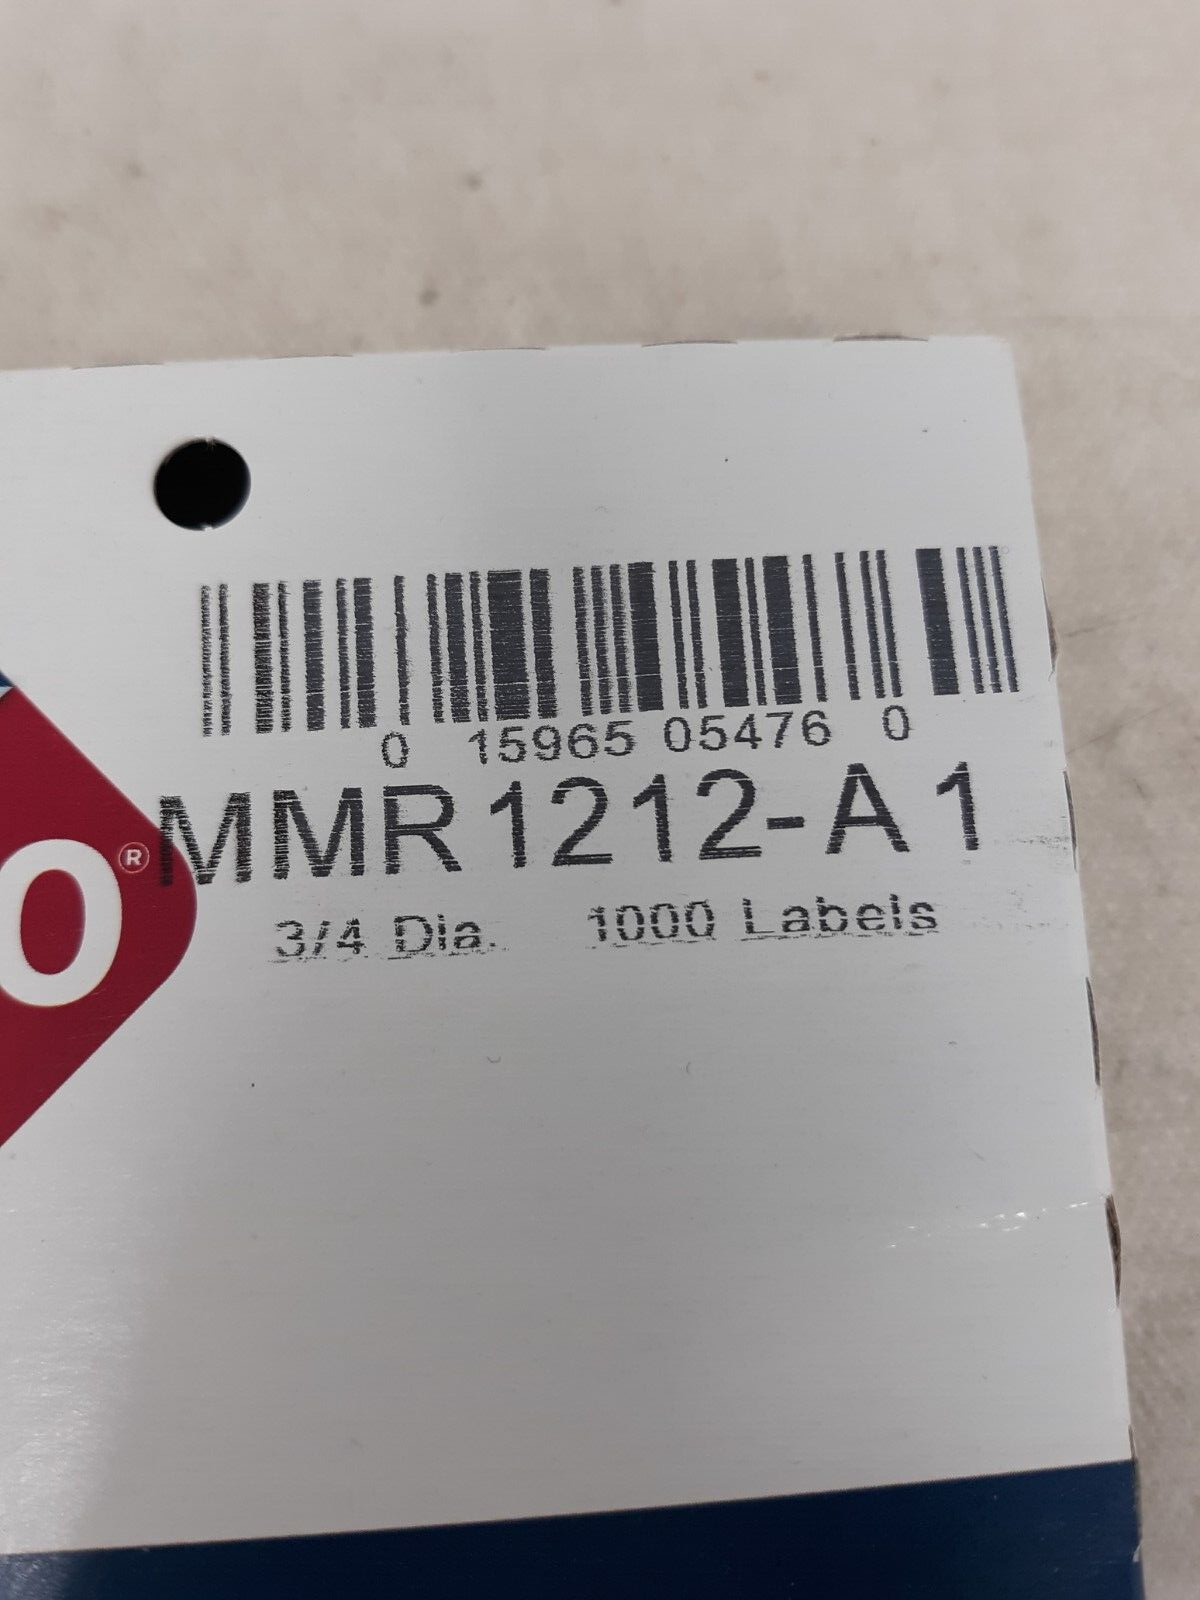 0 15965 05476 0
MMR1212-A1
O®
3/4 Dia. 1000 Labels